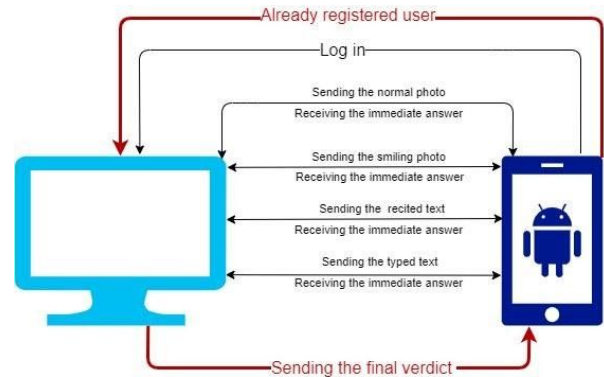 Already registered user
Log in
Sending the normal photo
Receiving the immediate answer
Sending the smiling photo
Receiving the immediate answer
Sending the recited text
Receiving the immediate answer
Sending the typed text
Receiving the immediate answer
Sending the final verdict